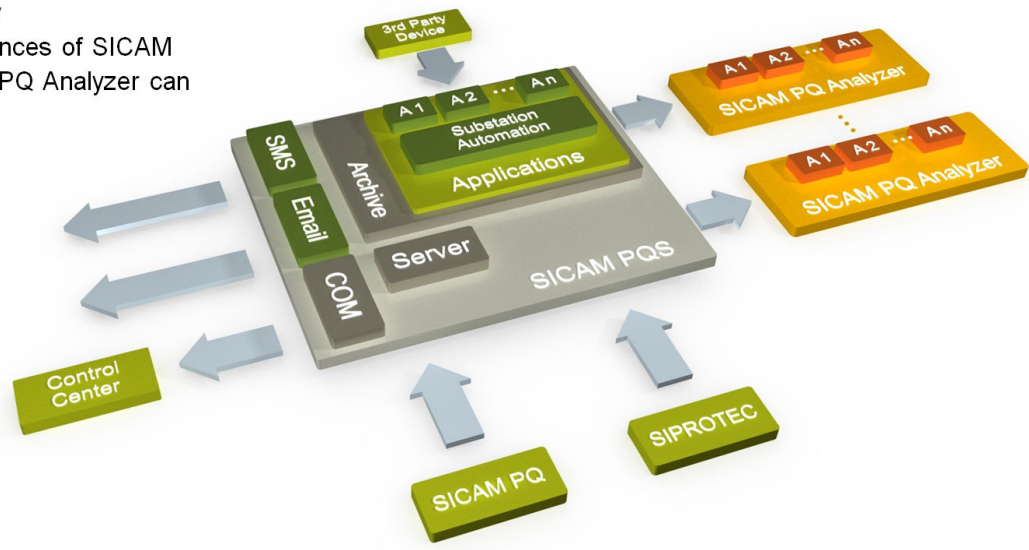 nces of SICAM
PQ Analyzer can
3rd Party
Device
A1 A2 ... An
Substation
Automation
Applications
Archive
SMS
Email
COM
Server
SICAM PQS
A1 A2 ... An
SICAM PQ Analyzer
A1 A2 ... An
SICAM PQ Analyzer
Control
Center
SICAM PQ
SIPROTEC